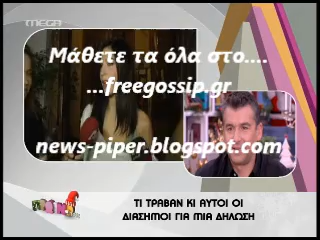 MEGA
Μάθετε τα όλα στο....
...freegossip.gr
news-piper.blogspot.com
ΤΙ ΤΡΑΒΑΝ ΚΙ ΑΥΤΟΙ ΟΙ
ΔΙΑΣΗΜΟΙ ΓΙΑ ΜΙΑ ΔΗΛΩΣΗ